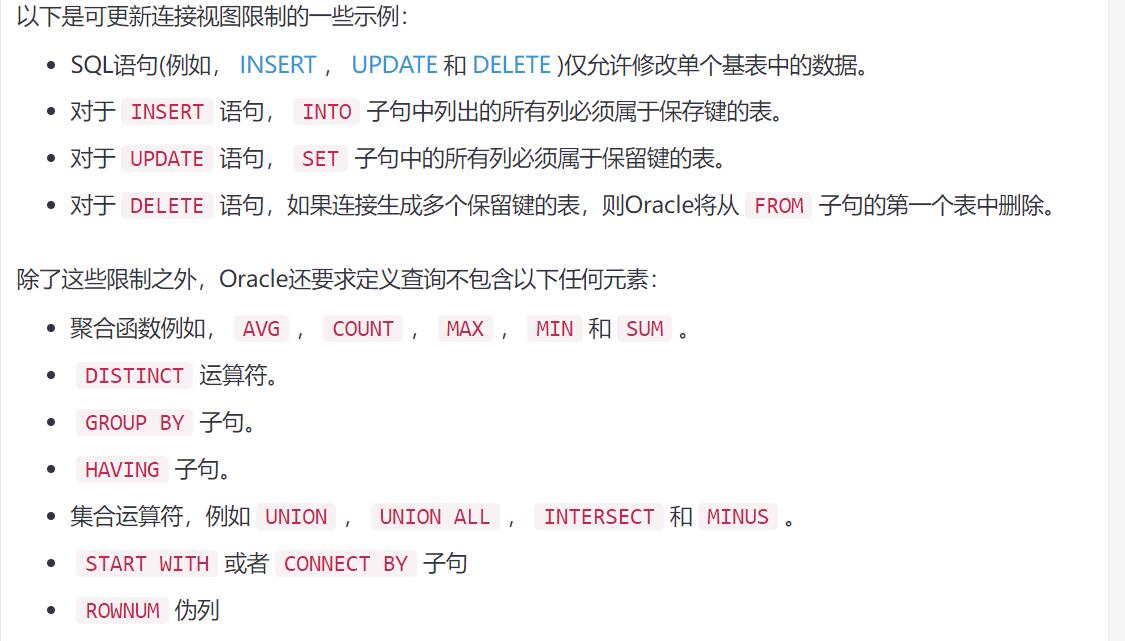 以下是可更新连接视图限制的一些示例：
SQL语句(例如， INSERT ， UPDATE 和 DELETE )仅允许修改单个基表中的数据。
对于 INSERT 语句， INTO 子句中列出的所有列必须属于保存键的表。
对于 UPDATE 语句， SET 子句中的所有列必须属于保留键的表。
对于 DELETE 语句，如果连接生成多个保留键的表，则Oracle将从 FROM 子句的第一个表中删除。
除了这些限制之外，Oracle还要求定义查询不包含以下任何元素：
聚合函数例如， AVG ， COUNT ， MAX ， MIN 和 SUM 。
DISTINCT 运算符。
GROUP BY 子句。
HAVING 子句。
集合运算符，例如 UNION ， UNION ALL ， INTERSECT 和 MINUS 。
START WITH 或者 CONNECT BY 子句
ROWNUM 伪列